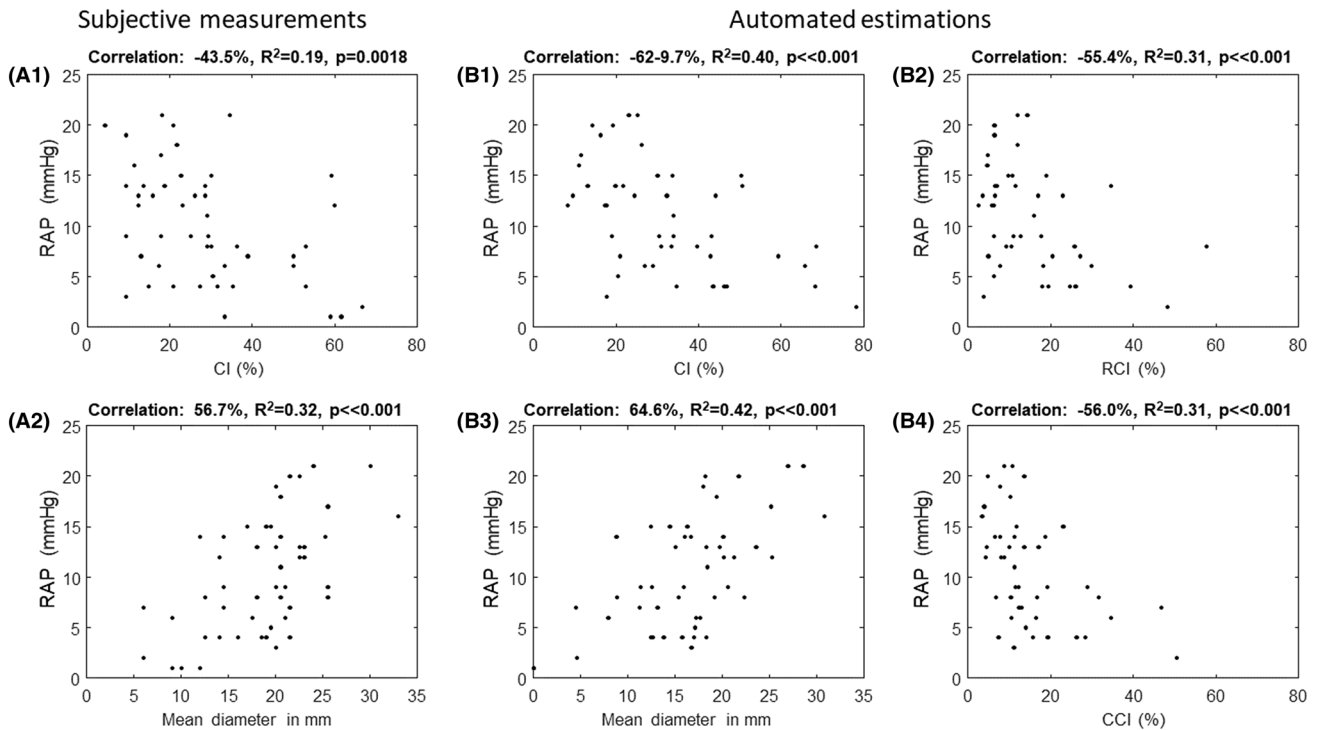 Subjective measurements
Automated estimations
(A1)
Correlation: -43.5%, R²=0.19, p=0.0018
25
20
15
10
5
0
RAP (mmHg)
0 20 40 60 80
CI (%)
(B1)
Correlation: -62-9.7%, R²=0.40, p<<0.001
25
20
15
10
5
0
RAP (mmHg)
0 20 40 60 80
CI (%)
(B2)
Correlation: -55.4%, R²=0.31, p<<0.001
25
20
15
10
5
0
RAP (mmHg)
0 20 40 60 80
RCI (%)
(A2)
Correlation: 56.7%, R²=0.32, p<<0.001
25
20
15
10
5
0
RAP (mmHg)
0 5 10 15 20 25 30 35
Mean diameter in mm
(B3)
Correlation: 64.6%, R²=0.42, p<<0.001
25
20
15
10
5
0
RAP (mmHg)
0 5 10 15 20 25 30 35
Mean diameter in mm
(B4)
Correlation: -56.0%, R²=0.31, p<<0.001
25
20
15
10
5
0
RAP (mmHg)
0 20 40 60 80
CCI (%)